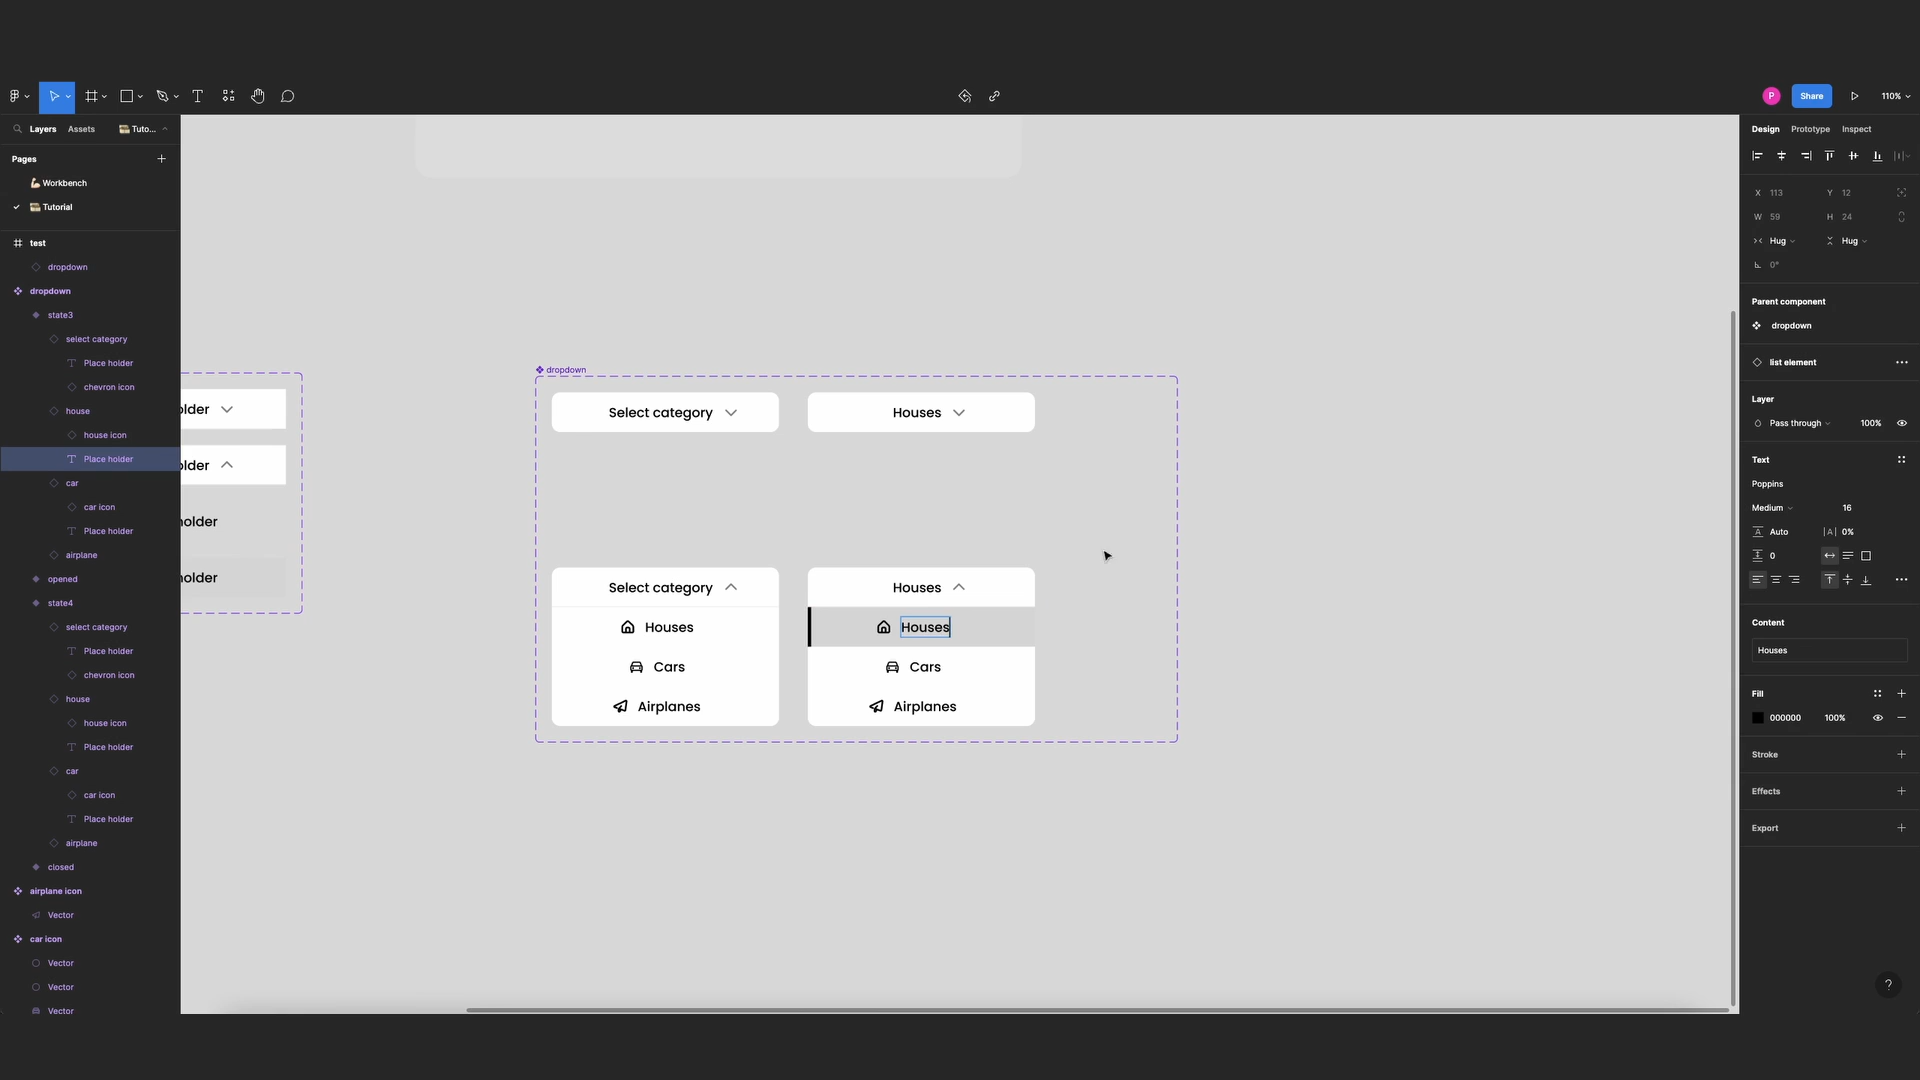 P
Share
110%
Layers
Assets
Tuto...
Design
Prototype
Inspect
Pages
Workbench
Tutorial
test
dropdown
dropdown
state3
select category
Place holder
chevron icon
house
house icon
Place holder
car
car icon
Place holder
airplane
opened
state4
select category
Place holder
chevron icon
house
house icon
Place holder
car
car icon
Place holder
airplane
closed
airplane icon
Vector
car icon
Vector
Vector
Vector
older
older
holder
holder
dropdown
Select category
Houses
Select category
Houses
Cars
Airplanes
Houses
Houses
Cars
Airplanes
X 113 Y 12
W 59 H 24
Hug Hug
0°
Parent component
dropdown
list element
Layer
Pass through 100%
Text
Poppins
Medium 16
Auto 0%
0
Content
Houses
Fill
000000 100%
Stroke
Effects
Export
?